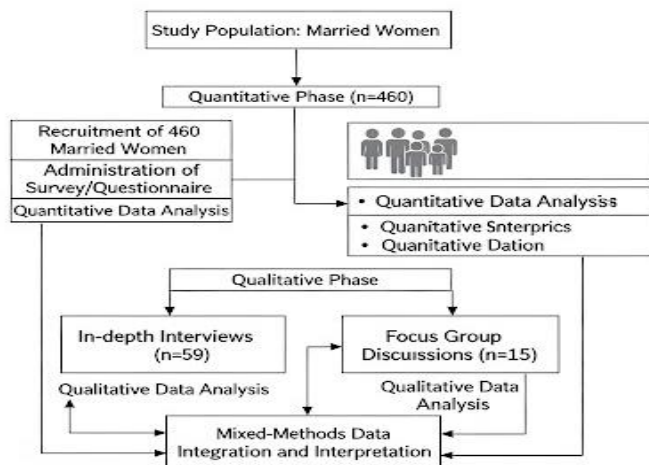 Study Population: Married Women
Quantitative Phase (n=460)
Recruitment of 460
Married Women
Administration of
Survey/Questionnaire
Quantitative Data Analysis
• Quantitative Data Analysis
• Quanitative Snterprics
• Quanitative Dation
Qualitative Phase
In-depth Interviews
(n=59)
Focus Group
Discussions (n=15)
Qualitative Data Analysis
Qualitative Data
Analysis
Mixed-Methods Data
Integration and Interpretation